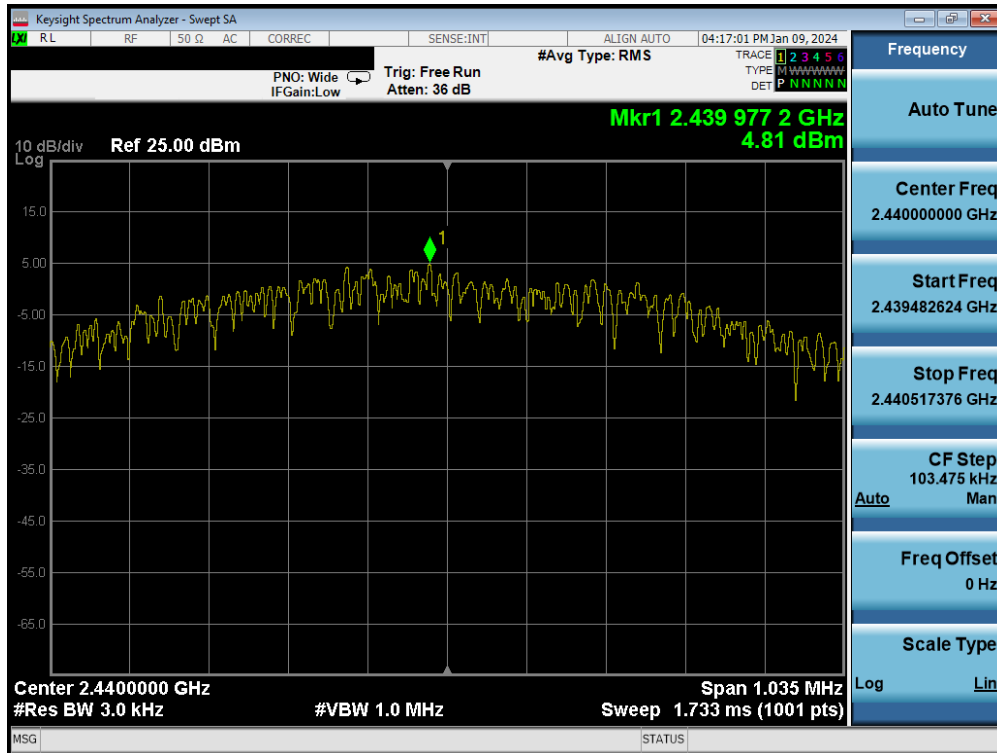 Keysight Spectrum Analyzer - Swept SA
LXI RL RF 50 Ω AC CORREC SENSE:INT ALIGN AUTO 04:17:01 PM Jan 09, 2024
#Avg Type: RMS
TRACE 1 2 3 4 5 6
PNO: Wide Trig: Free Run
TYPE M WWWWW
IFGain:Low Atten: 36 dB
DET P N N N N N
Mkr1 2.439 977 2 GHz
4.81 dBm
10 dB/div Ref 25.00 dBm
Log
15.0
1
5.00
-5.00
-15.0
-25.0
-35.0
-45.0
-55.0
-65.0
Center 2.4400000 GHz Span 1.035 MHz
#Res BW 3.0 kHz #VBW 1.0 MHz Sweep 1.733 ms (1001 pts)
MSG STATUS
Frequency
Auto Tune
Center Freq
2.440000000 GHz
Start Freq
2.439482624 GHz
Stop Freq
2.440517376 GHz
CF Step
103.475 kHz
Auto Man
Freq Offset
0 Hz
Scale Type
Log Lin